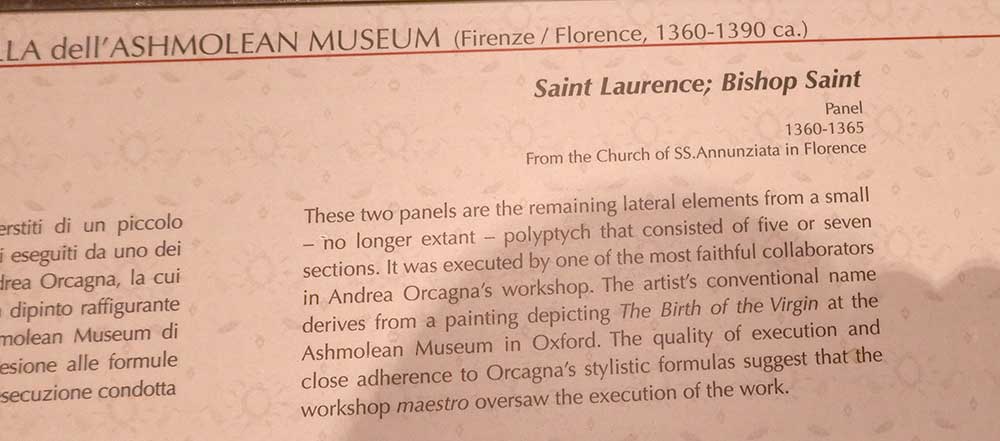 dell'ASHMOLEAN MUSEUM (Firenze / Florence, 1360-1390 ca.)
Saint Laurence; Bishop Saint
Panel
1360-1365
From the Church of SS.Annunziata in Florence
di un piccolo
eseguiti da uno dei
Orcagna, la cui
dipinto raffigurante
Museum di
alle formule
condotta
These two panels are the remaining lateral elements from a small
– no longer extant – polyptych that consisted of five or seven
sections. It was executed by one of the most faithful collaborators
in Andrea Orcagna's workshop. The artist's conventional name
derives from a painting depicting The Birth of the Virgin at the
Ashmolean Museum in Oxford. The quality of execution and
close adherence to Orcagna's stylistic formulas suggest that the
workshop maestro oversaw the execution of the work.